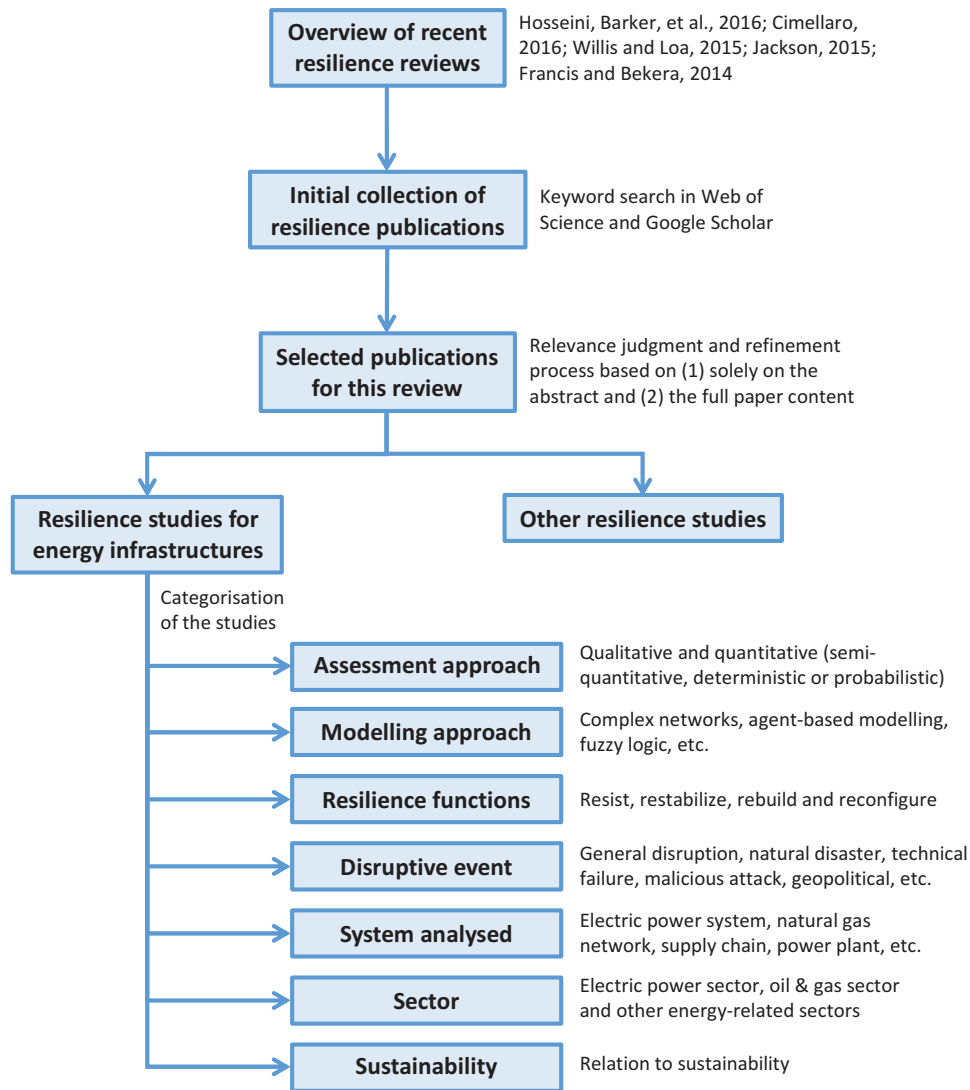 Overview of recent
resilience reviews
Hosseini, Barker, et al., 2016; Cimellaro,
2016; Willis and Loa, 2015; Jackson, 2015;
Francis and Bekera, 2014
Initial collection of
resilience publications
Keyword search in Web of
Science and Google Scholar
Selected publications
for this review
Relevance judgment and refinement
process based on (1) solely on the
abstract and (2) the full paper content
Resilience studies for
energy infrastructures
Other resilience studies
Categorisation
of the studies
Assessment approach
Qualitative and quantitative (semi-
quantitative, deterministic or probabilistic)
Modelling approach
Complex networks, agent-based modelling,
fuzzy logic, etc.
Resilience functions
Resist, restabilize, rebuild and reconfigure
Disruptive event
General disruption, natural disaster, technical
failure, malicious attack, geopolitical, etc.
System analysed
Electric power system, natural gas
network, supply chain, power plant, etc.
Sector
Electric power sector, oil & gas sector
and other energy-related sectors
Sustainability
Relation to sustainability